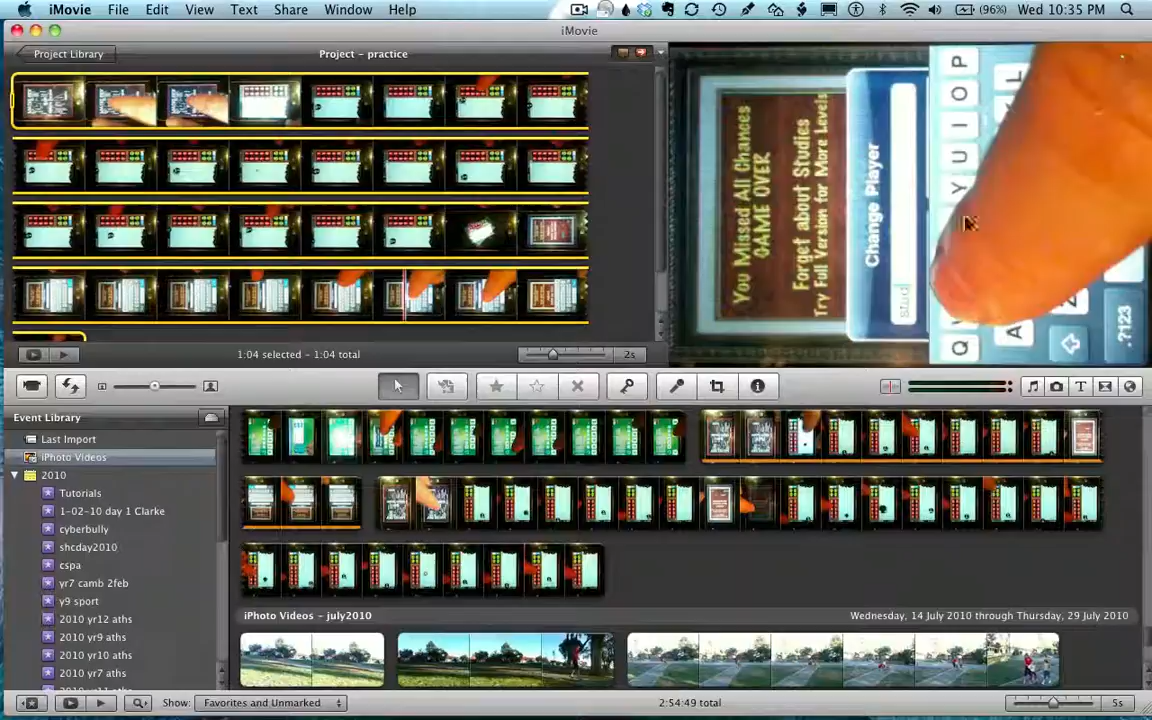 iMovie File Edit View Text Share Window Help (96%) Wed 10:35 PM
iMovie
Project Library Project - practice
You Missed All Chances
GAME OVER
Forget about Studies
Try Full Version for More Levels
Change Player
stud
Q Y U I O P
A L
Z
.?123
1:04 selected - 1:04 total 2s
Event Library
Last Import
iPhoto Videos
2010
Tutorials
1-02-10 day 1 Clarke
cyberbully
shcday2010
cspa
yr7 camb 2feb
y9 sport
2010 yr12 aths
2010 yr9 aths
2010 yr10 aths
2010 yr7 aths
2010 yr11 aths
iPhoto Videos - july2010 Wednesday, 14 July 2010 through Thursday, 29 July 2010
Show: Favorites and Unmarked 2:54:49 total 5s